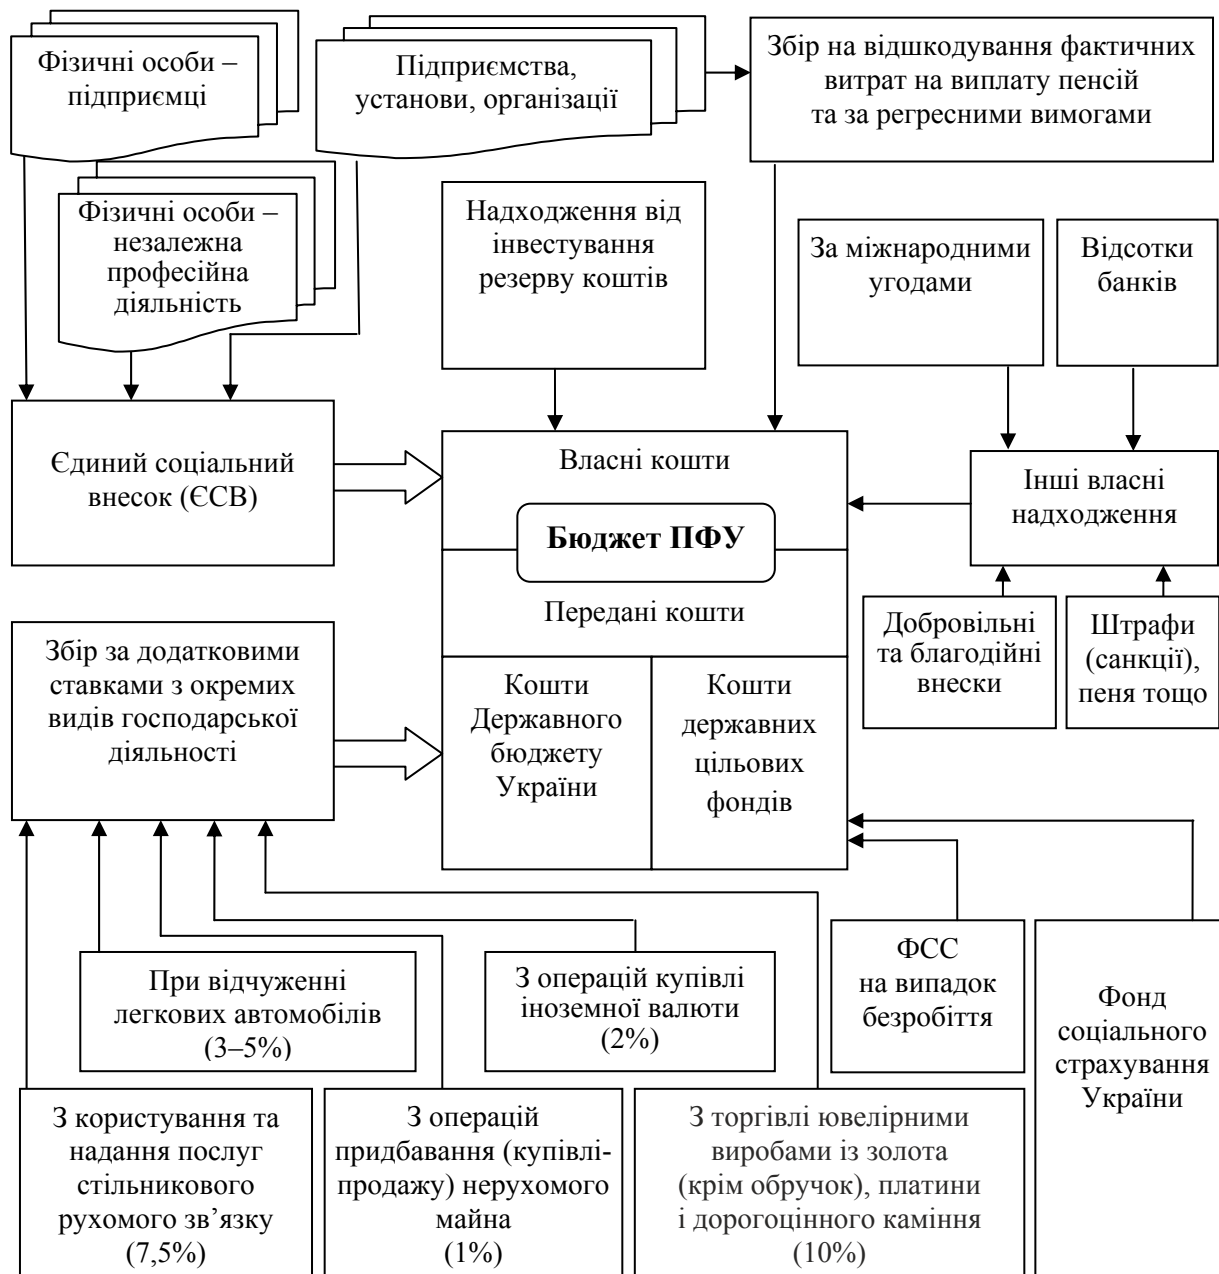 Фізичні особи –
підприємці
Підприємства,
установи, організації
Збір на відшкодування фактичних
витрат на виплату пенсій
та за регресними вимогами
Фізичні особи –
незалежна
професійна
діяльність
Надходження від
інвестування
резерву коштів
За міжнародними
угодами
Відсотки
банків
Єдиний соціальний
внесок (ЄСВ)
Власні кошти
Бюджет ПФУ
Передані кошти
Інші власні
надходження
Добровільні
та благодійні
внески
Штрафи
(санкції),
пеня тощо
Збір за додатковими
ставками з окремих
видів господарської
діяльності
Кошти
Державного
бюджету
України
Кошти
державних
цільових
фондів
При відчуженні
легкових автомобілів
(3–5%)
З операцій купівлі
іноземної валюти
(2%)
ФСС
на випадок
безробіття
Фонд
соціального
страхування
України
З користування та
надання послуг
стільникового
рухомого зв’язку
(7,5%)
З операцій
придбавання (купівлі-
продажу) нерухомого
майна
(1%)
З торгівлі ювелірними
виробами із золота
(крім обручок), платини
і дорогоцінного каміння
(10%)